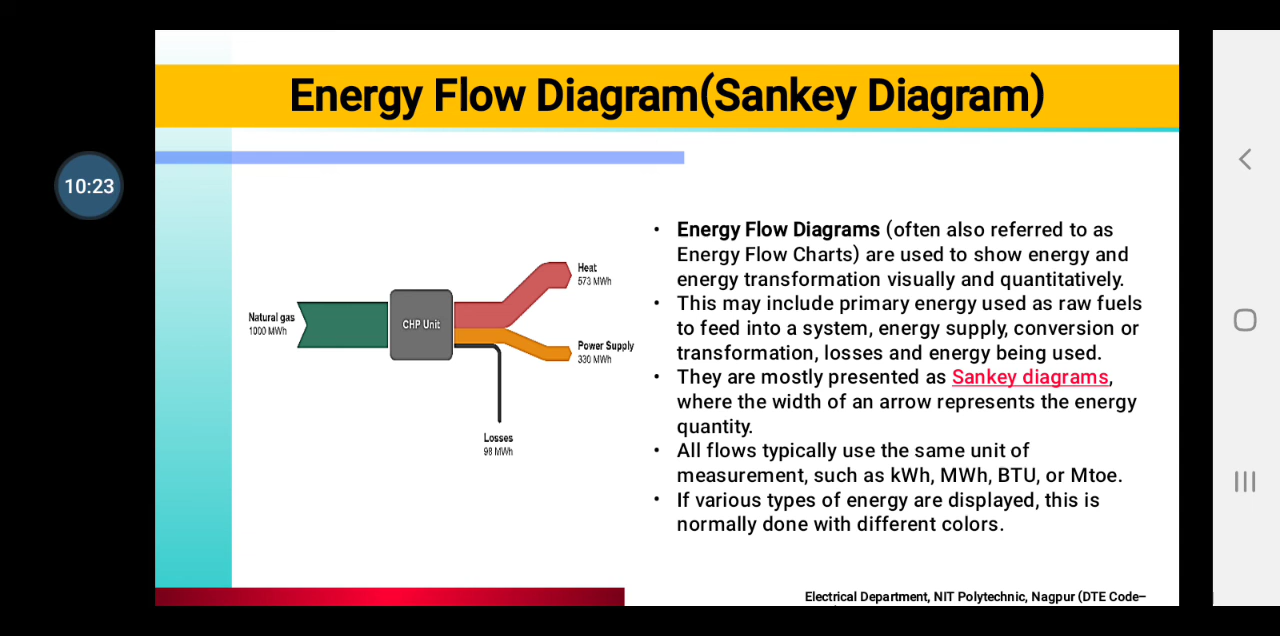 Energy Flow Diagram(Sankey Diagram)
10:23
Natural gas
1000 MWh
CHP Unit
Heat
573 MWh
Power Supply
330 MWh
Losses
98 MWh
• Energy Flow Diagrams (often also referred to as
Energy Flow Charts) are used to show energy and
energy transformation visually and quantitatively.
• This may include primary energy used as raw fuels
to feed into a system, energy supply, conversion or
transformation, losses and energy being used.
• They are mostly presented as Sankey diagrams,
where the width of an arrow represents the energy
quantity.
• All flows typically use the same unit of
measurement, such as kWh, MWh, BTU, or Mtoe.
• If various types of energy are displayed, this is
normally done with different colors.
Electrical Department, NIT Polytechnic, Nagpur (DTE Code–